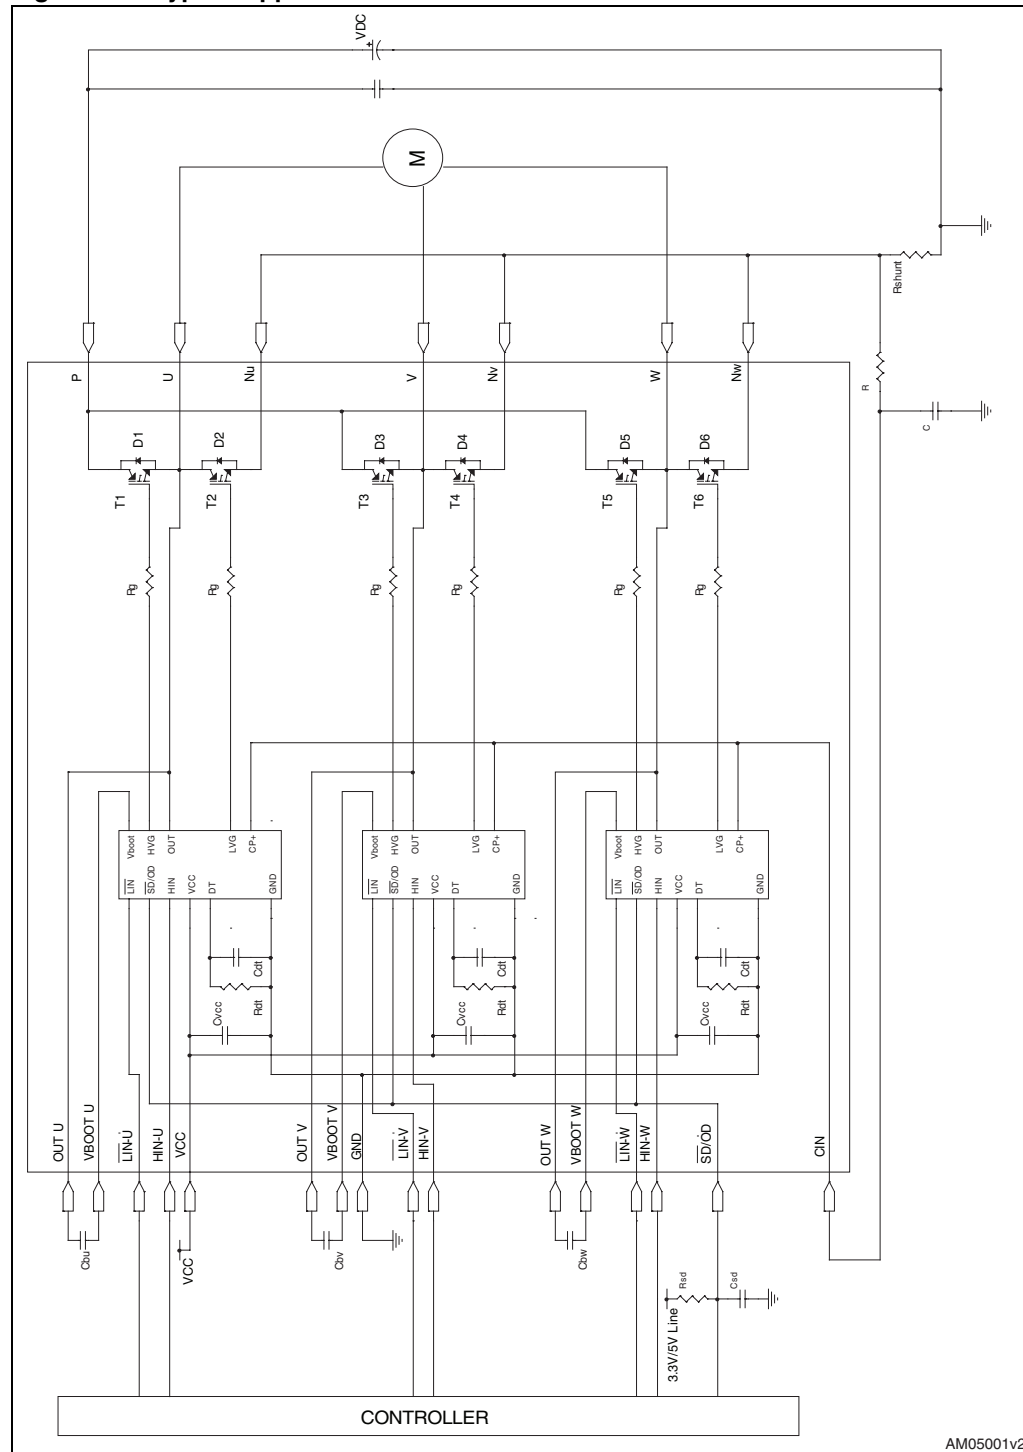 VDC
M
Rshunt
P
U
Nu
V
Nv
W
Nw
R
C
D1
D2
D3
D4
D5
D6
T1
T2
T3
T4
T5
T6
Rg
Rg
Rg
Rg
Rg
Rg
Vboot
HVG
OUT
LVG
CP+
LIN
SD/OD
HIN
VCC
DT
GND
Vboot
HVG
OUT
LVG
CP+
LIN
SD/OD
HIN
VCC
DT
GND
Vboot
HVG
OUT
LVG
CP+
LIN
SD/OD
HIN
VCC
DT
GND
Cdt
Rdt
Cvcc
Cdt
Rdt
Cvcc
Cdt
Rdt
Cvcc
OUT U
VBOOT U
LIN-U
HIN-U
VCC
OUT V
VBOOT V
GND
LIN-V
HIN-V
OUT W
VBOOT W
LIN-W
HIN-W
SD/OD
CIN
Cbu
VCC
Cbv
Cbw
3.3V/5V Line
Rsd
Csd
CONTROLLER
AM05001v2